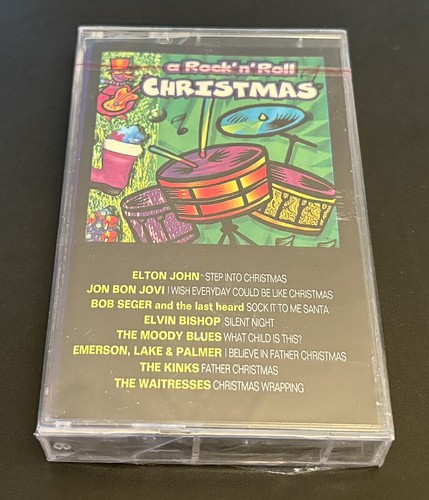 a Rock'n'Roll
CHRISTMAS
ELTON JOHN - STEP INTO CHRISTMAS
JON BON JOVI I WISH EVERYDAY COULD BE LIKE CHRISTMAS
BOB SEGER and the last heard SOCK IT TO ME SANTA
ELVIN BISHOP SILENT NIGHT
THE MOODY BLUES WHAT CHILD IS THIS?
EMERSON, LAKE & PALMER I BELIEVE IN FATHER CHRISTMAS
THE KINKS FATHER CHRISTMAS
THE WAITRESSES CHRISTMAS WRAPPING